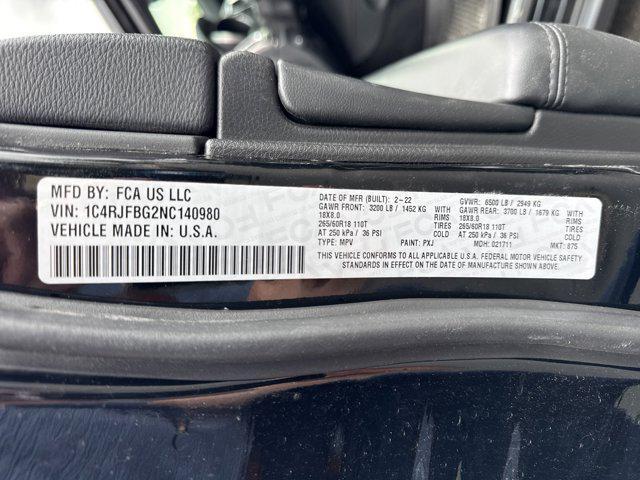 MFD BY: FCA US LLC
VIN: 1C4RJFBG2NC140980
VEHICLE MADE IN: U.S.A.
DATE OF MFR (BUILT): 2-22 GVWR: 6500 LB / 2949 KG
GAWR FRONT: 3200 LB / 1452 KG GAWR REAR: 3700 LB / 1679 KG
18X8.0 RIMS 18X8.0
265/60R18 110T TIRES 265/60R18 110T TIRES
AT 250 kPa / 36 PSI COLD AT 250 kPa / 36 PSI COLD
TYPE: MPV PAINT: PXJ MDH: 021711 MKT: 875
THIS VEHICLE CONFORMS TO ALL APPLICABLE U.S.A. FEDERAL MOTOR VEHICLE SAFETY
STANDARDS IN EFFECT ON THE DATE OF MANUFACTURE SHOWN ABOVE.